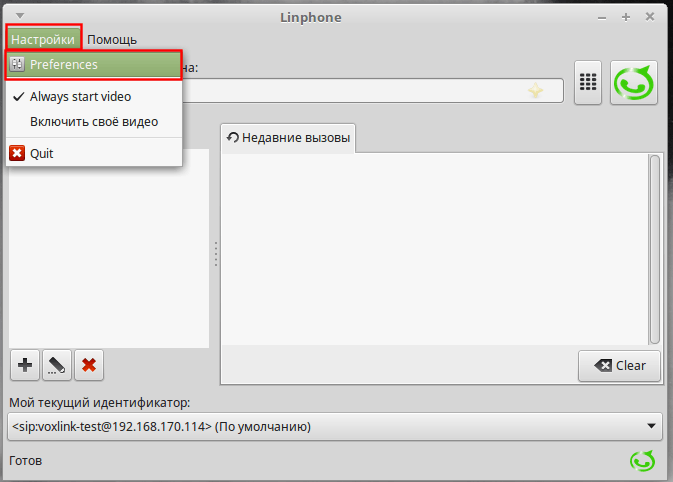 Linphone
Настройки Помощь
Preferences
на:
Always start video
Включить своё видео
Quit
Недавние вызовы
Clear
Мой текущий идентификатор:
<sip:voxlink-test@192.168.170.114> (По умолчанию)
Готов